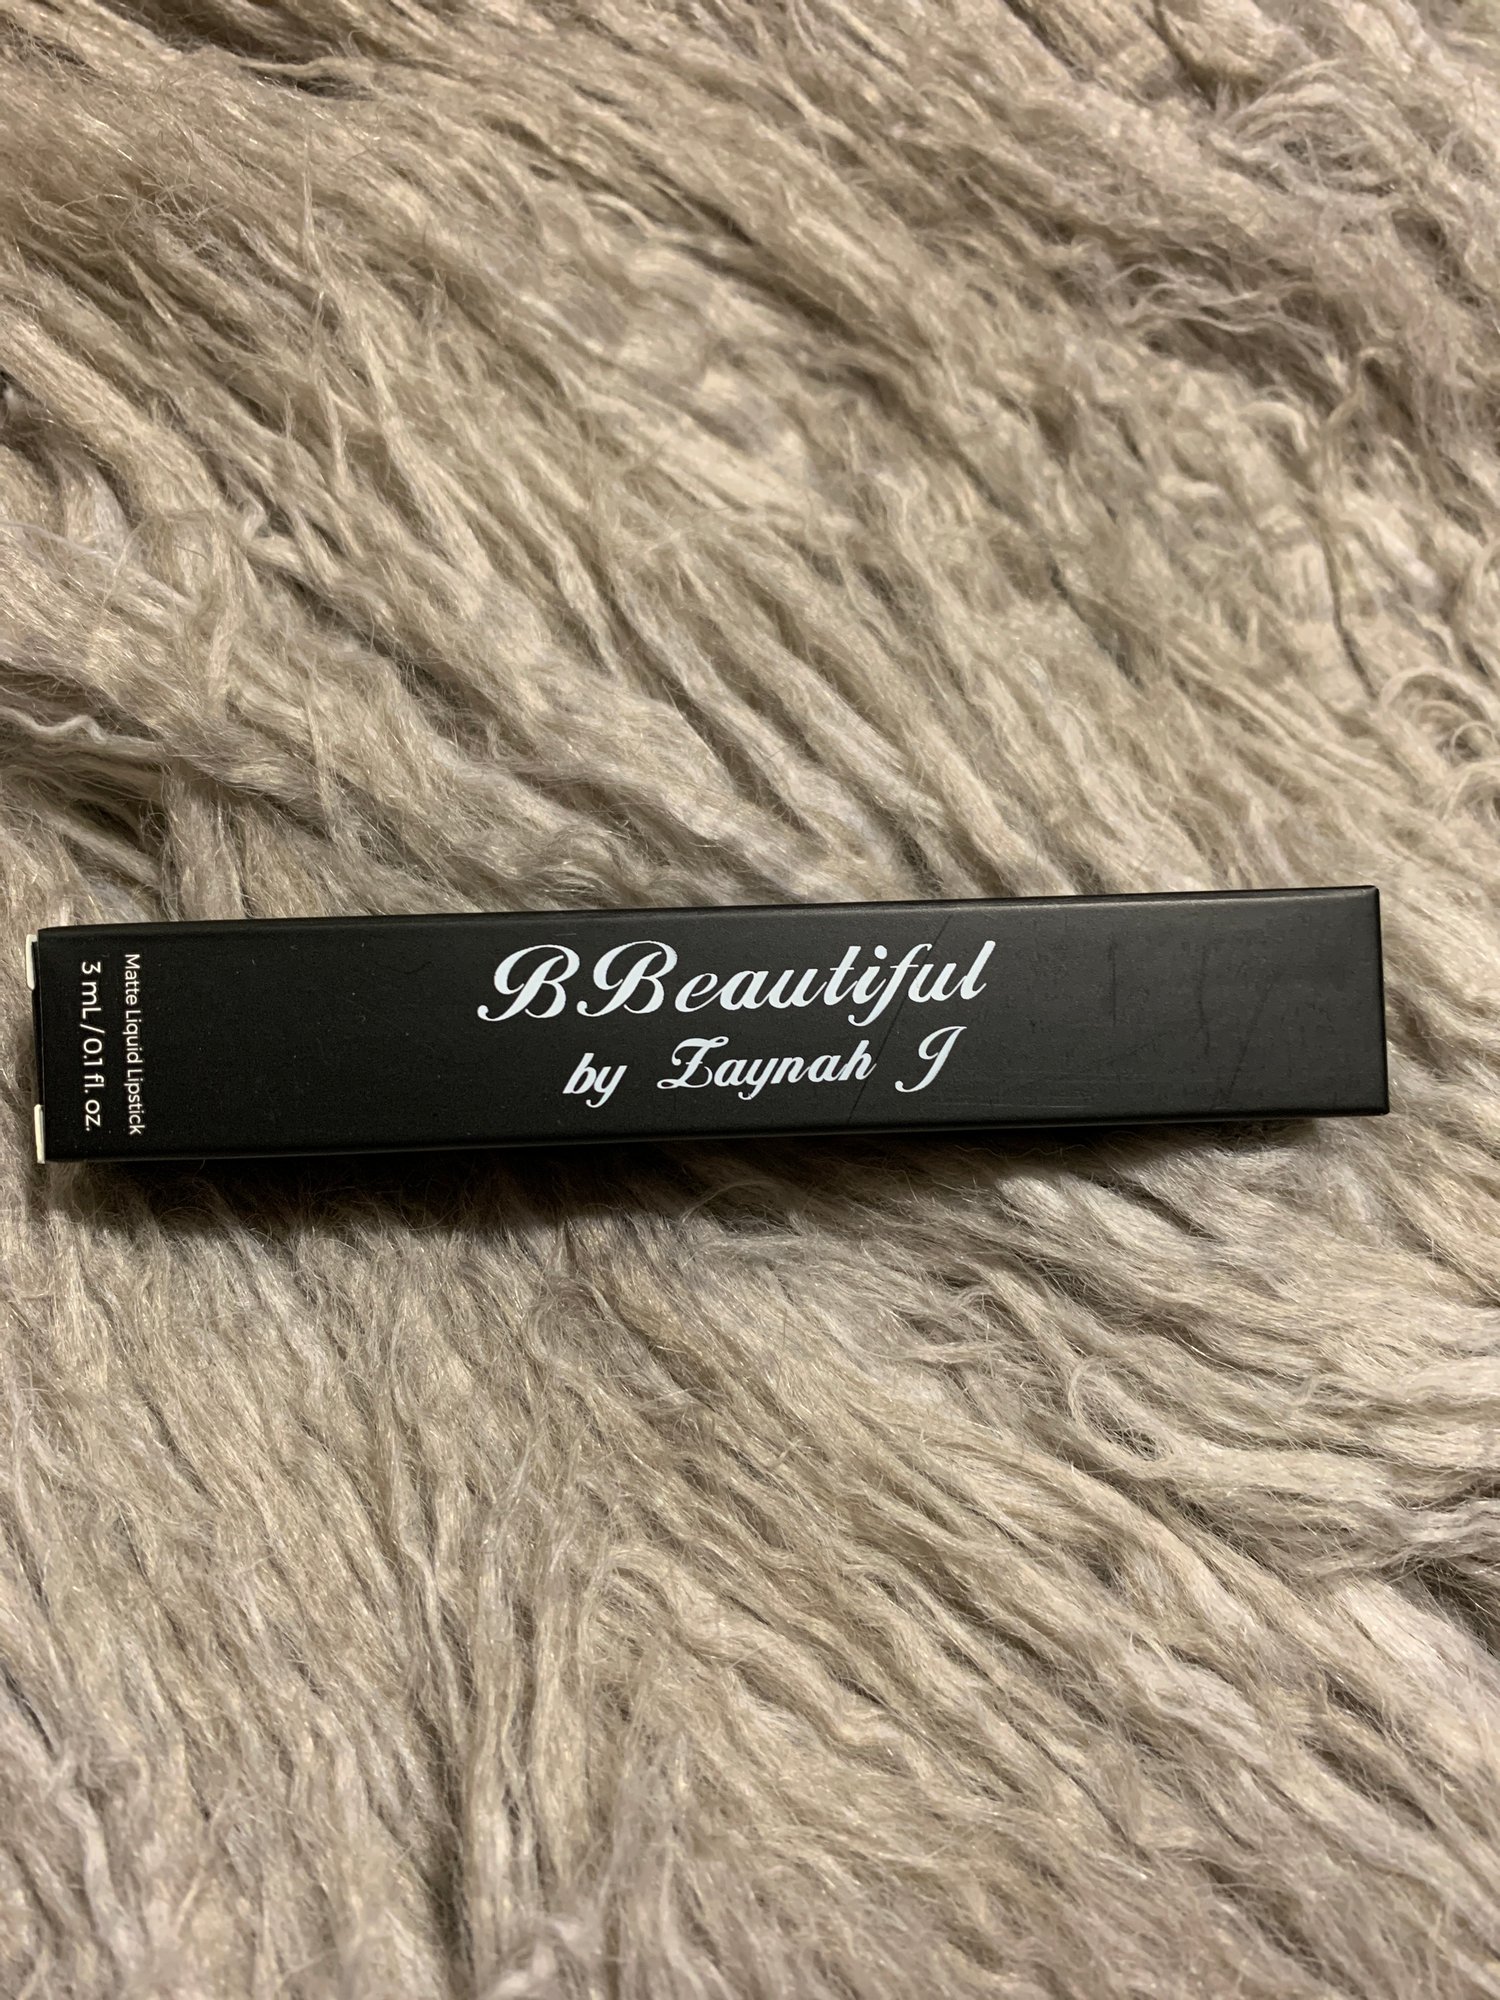 BBeautiful
by Zaynah J
Matte Liquid Lipstick
3 mL / 0.1 fl. oz.